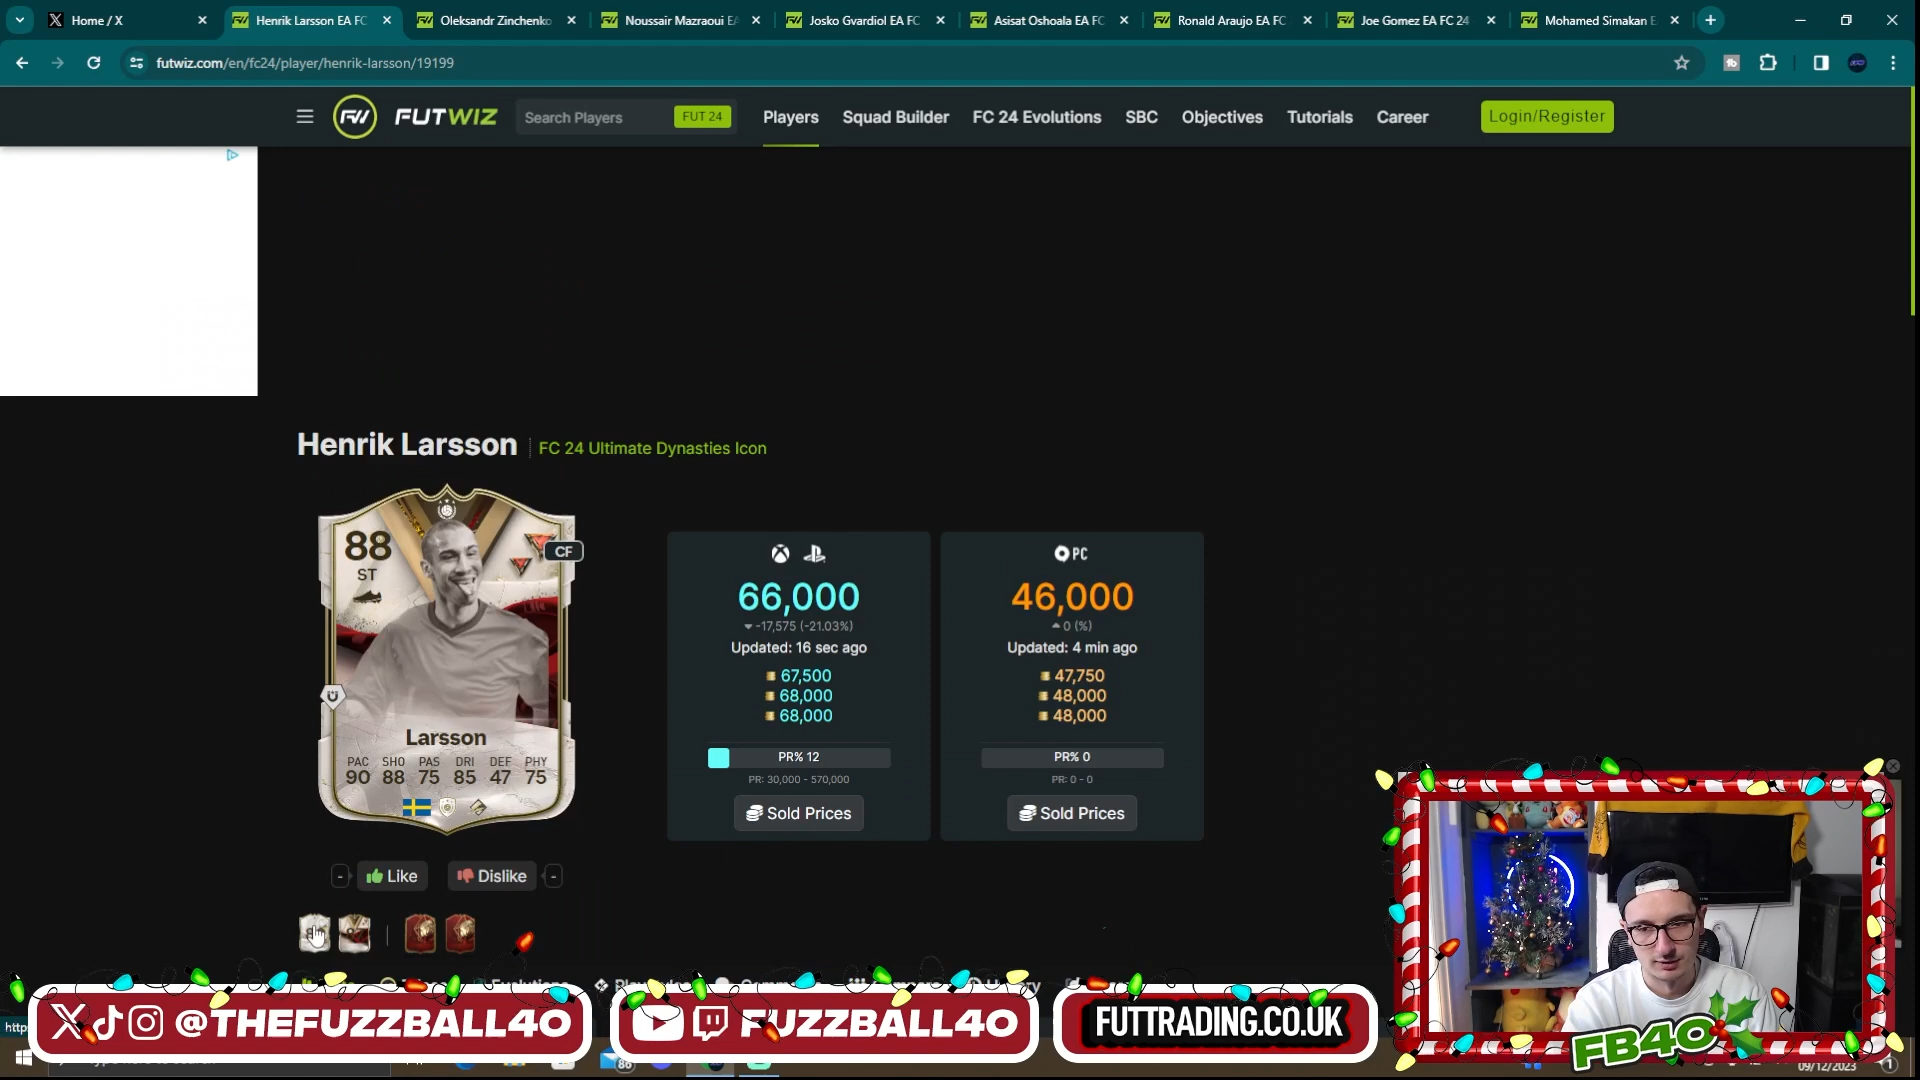 Home / X
Henrik Larsson EA FC
Oleksandr Zinchenko
Noussair Mazraoui EA
Josko Gvardiol EA FC
Asisat Oshoala EA FC
Ronald Araujo EA FC
Joe Gomez EA FC 24
Mohamed Simakan E
futwiz.com/en/fc24/player/henrik-larsson/19199
FW FUTWIZ
Search Players
FUT 24
Players
Squad Builder
FC 24 Evolutions
SBC
Objectives
Tutorials
Career
Login/Register
Henrik Larsson
FC 24 Ultimate Dynasties Icon
88
ST
CF
Larsson
PAC SHO PAS DRI DEF PHY
90 88 75 85 47 75
66,000
-17,575 (-21.03%)
Updated: 16 sec ago
67,500
68,000
68,000
PR% 12
PR: 30,000 - 570,000
Sold Prices
PC
46,000
0 (%)
Updated: 4 min ago
47,750
48,000
48,000
PR% 0
PR: 0 - 0
Sold Prices
- Like
Dislike -
@THEFUZZBALL40
FUZZBALL40
FUTTRADING.CO.UK
FB40
09/12/2023